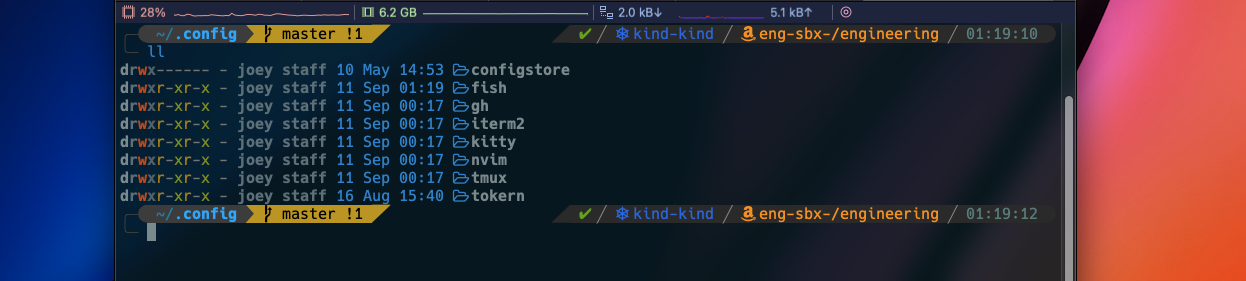 28% 6.2 GB 2.0 kB↓ 5.1 kB↑
~/.config master !1 ✔ kind-kind eng-sbx-/engineering 01:19:10
ll
drwx------ - joey staff 10 May 14:53 configstore
drwxr-xr-x - joey staff 11 Sep 01:19 fish
drwxr-xr-x - joey staff 11 Sep 00:17 gh
drwxr-xr-x - joey staff 11 Sep 00:17 iterm2
drwxr-xr-x - joey staff 11 Sep 00:17 kitty
drwxr-xr-x - joey staff 11 Sep 00:17 nvim
drwxr-xr-x - joey staff 11 Sep 00:17 tmux
drwxr-xr-x - joey staff 16 Aug 15:40 tokern
~/.config master !1 ✔ kind-kind eng-sbx-/engineering 01:19:12